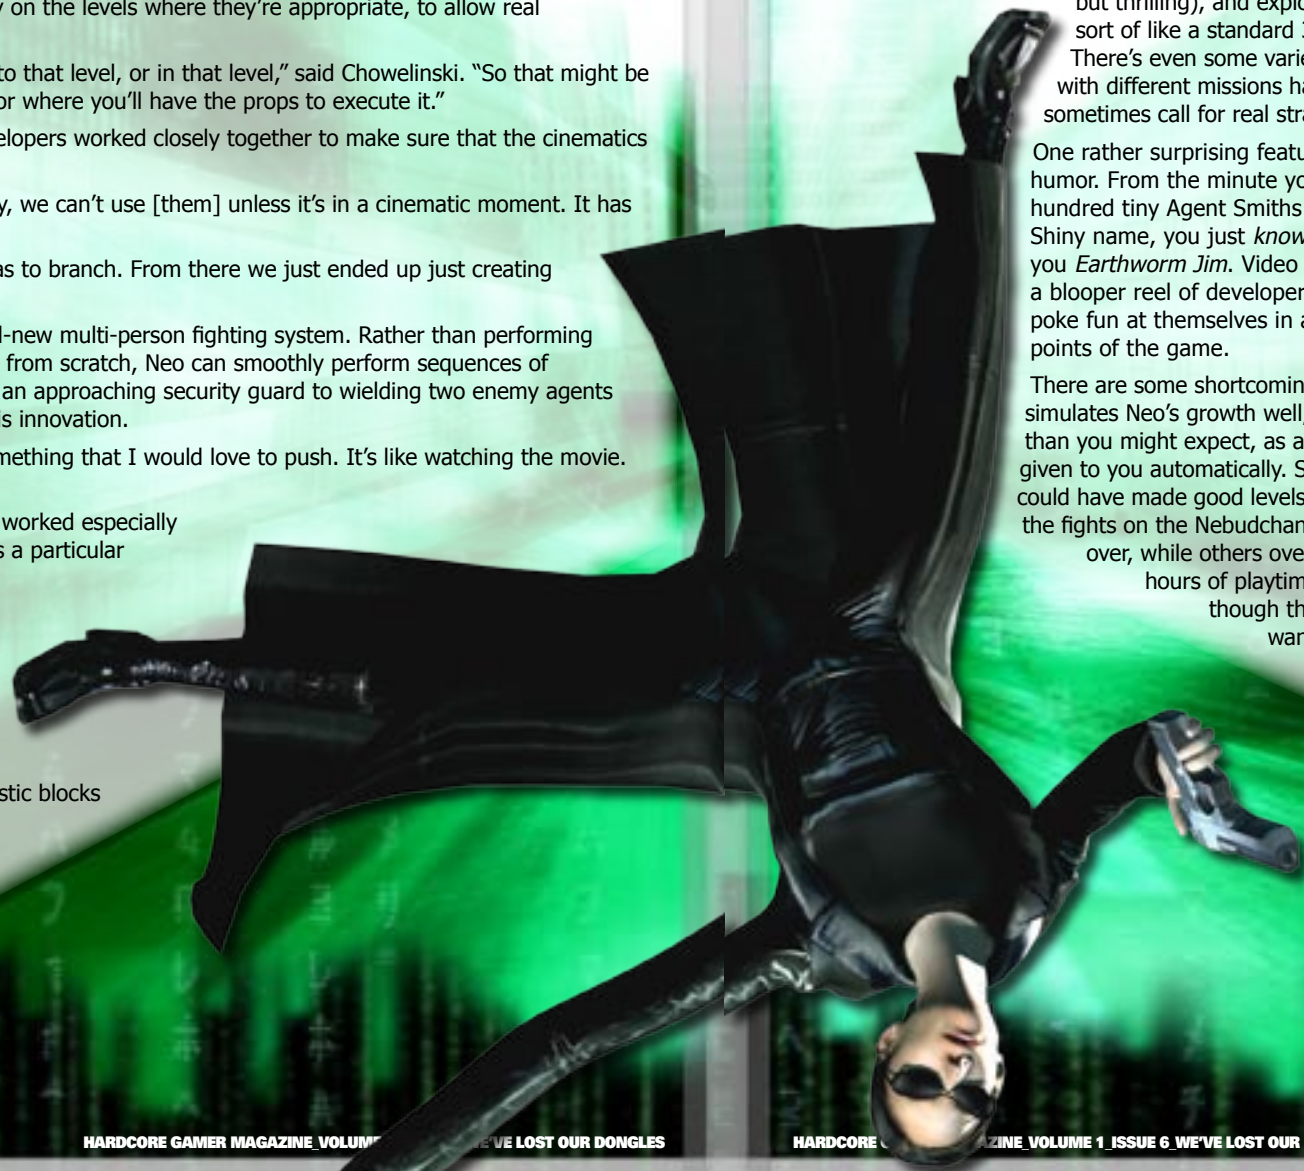 y on the levels where they're appropriate, to allow real
to that level, or in that level,” said Chowelinski. “So that might be
or where you'll have the props to execute it.”
elopers worked closely together to make sure that the cinematics
y, we can't use [them] unless it's in a cinematic moment. It has
as to branch. From there we just ended up just creating
l-new multi-person fighting system. Rather than performing
from scratch, Neo can smoothly perform sequences of
an approaching security guard to wielding two enemy agents
is innovation.
mething that I would love to push. It's like watching the movie.
worked especially
s a particular
stic blocks
HARDCORE GAMER MAGAZINE_VOLUME
E'VE LOST OUR DONGLES
but thrilling), and explo
sort of like a standard
There's even some varie
with different missions ha
sometimes call for real stra
One rather surprising featu
humor. From the minute yo
hundred tiny Agent Smiths
Shiny name, you just know
you Earthworm Jim. Video
a blooper reel of developer
poke fun at themselves in a
points of the game.
There are some shortcomin
simulates Neo's growth well,
than you might expect, as a
given to you automatically. S
could have made good levels
the fights on the Nebudchan
over, while others ove
hours of playtim
though th
wan
HARDCORE G
AZINE_VOLUME 1_ISSUE 6_WE'VE LOST OUR